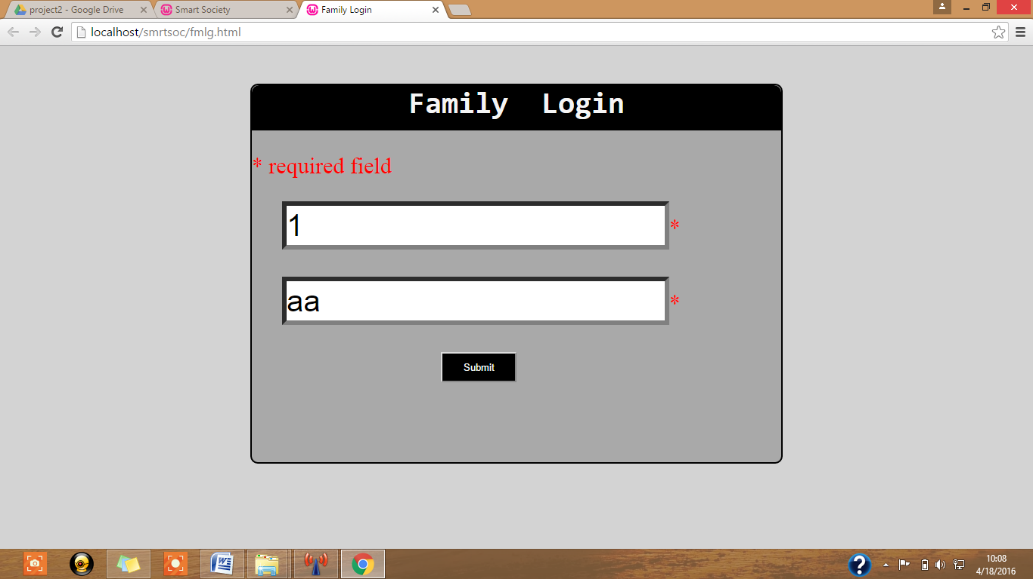 project2 - Google Drive
Smart Society
Family Login
localhost/smrtsoc/fmlg.html
Family Login
* required field
1 *
aa *
Submit
10:08
4/18/2016